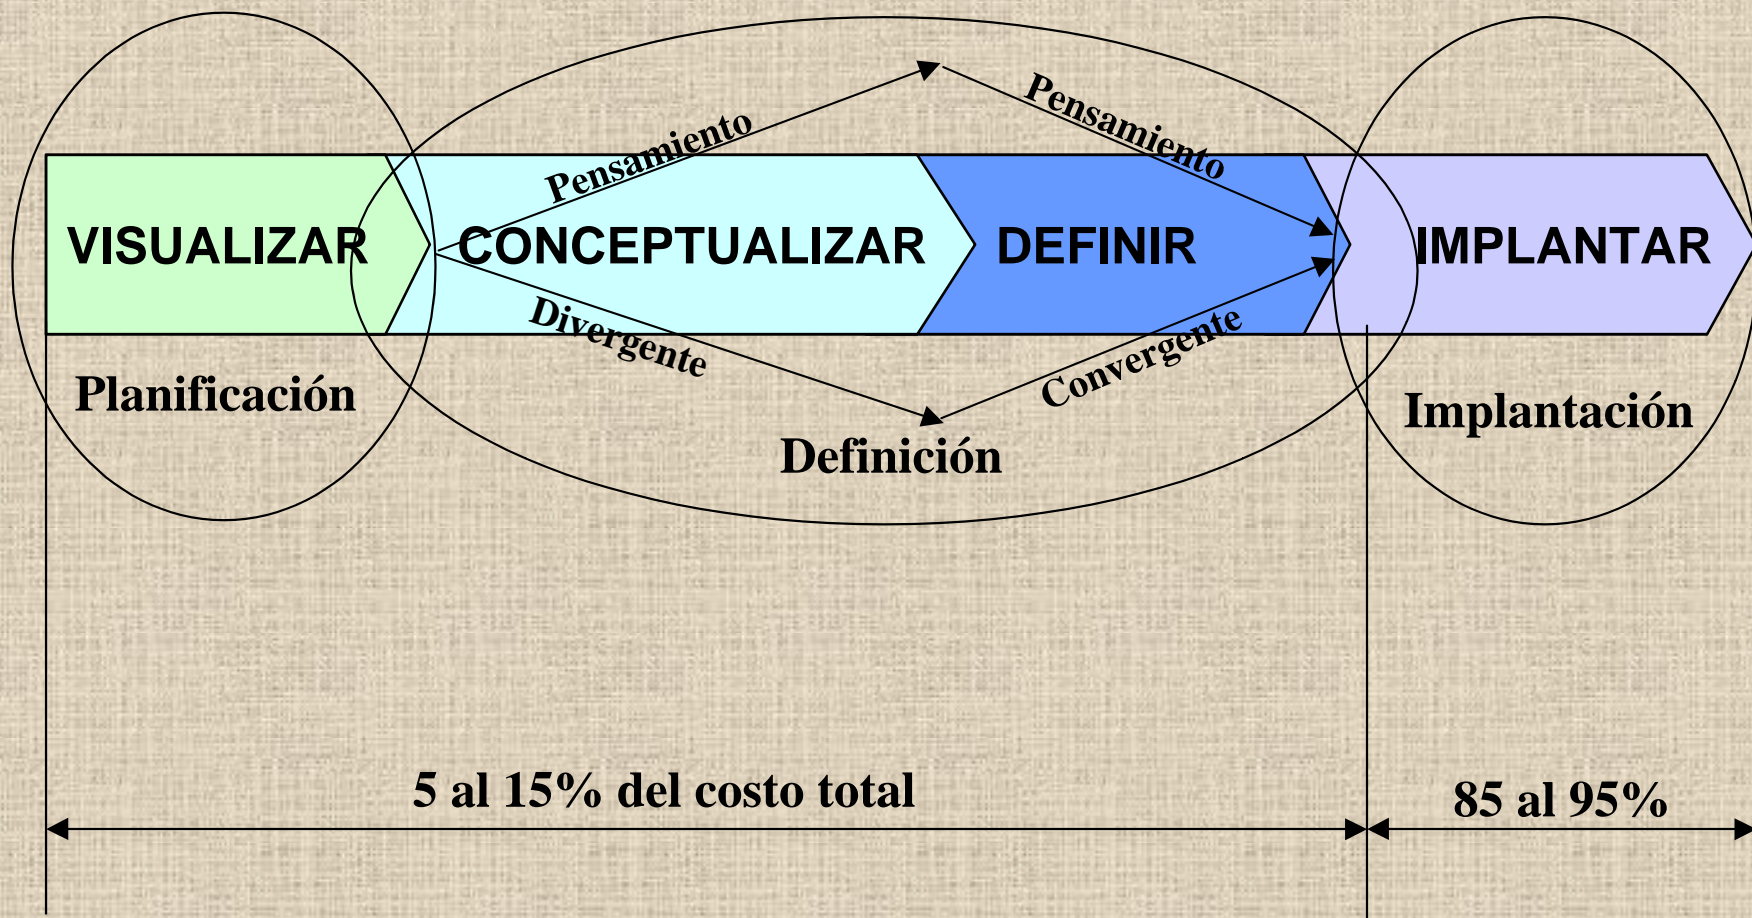 Pensamiento
Pensamiento
VISUALIZAR
CONCEPTUALIZAR
DEFINIR
IMPLANTAR
Divergente
Convergente
Planificación
Definición
Implantación
5 al 15% del costo total
85 al 95%